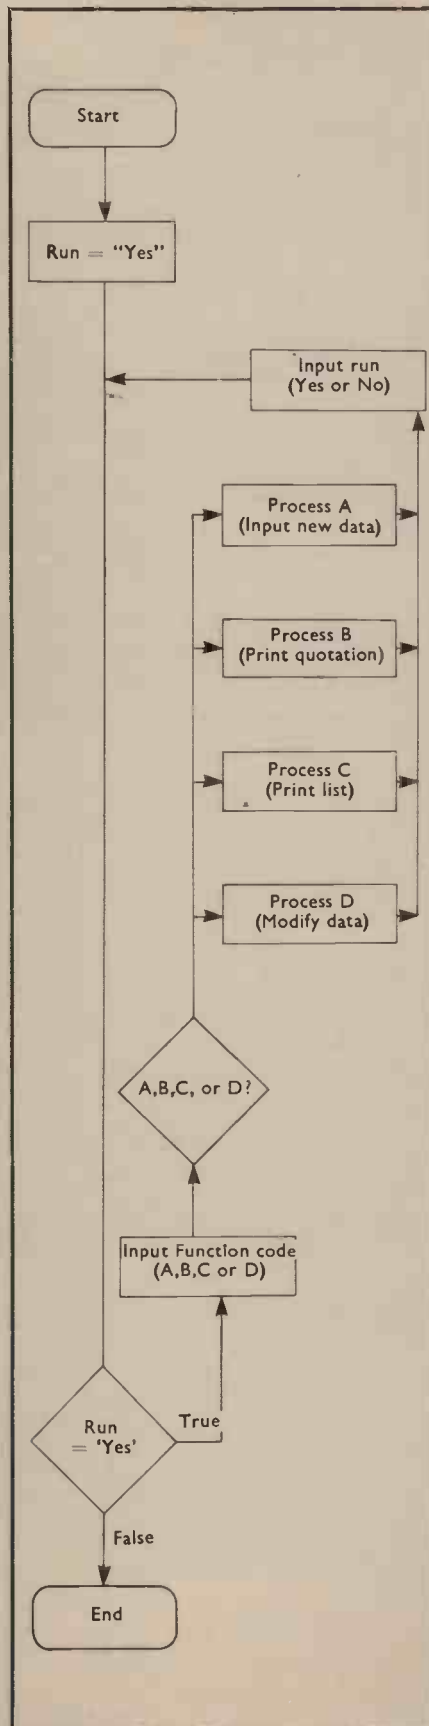 Start
Run = “Yes”
Input run
(Yes or No)
Process A
(Input new data)
Process B
(Print quotation)
Process C
(Print list)
Process D
(Modify data)
A,B,C, or D?
Input Function code
(A,B,C or D)
Run
= ‘Yes’
True
False
End